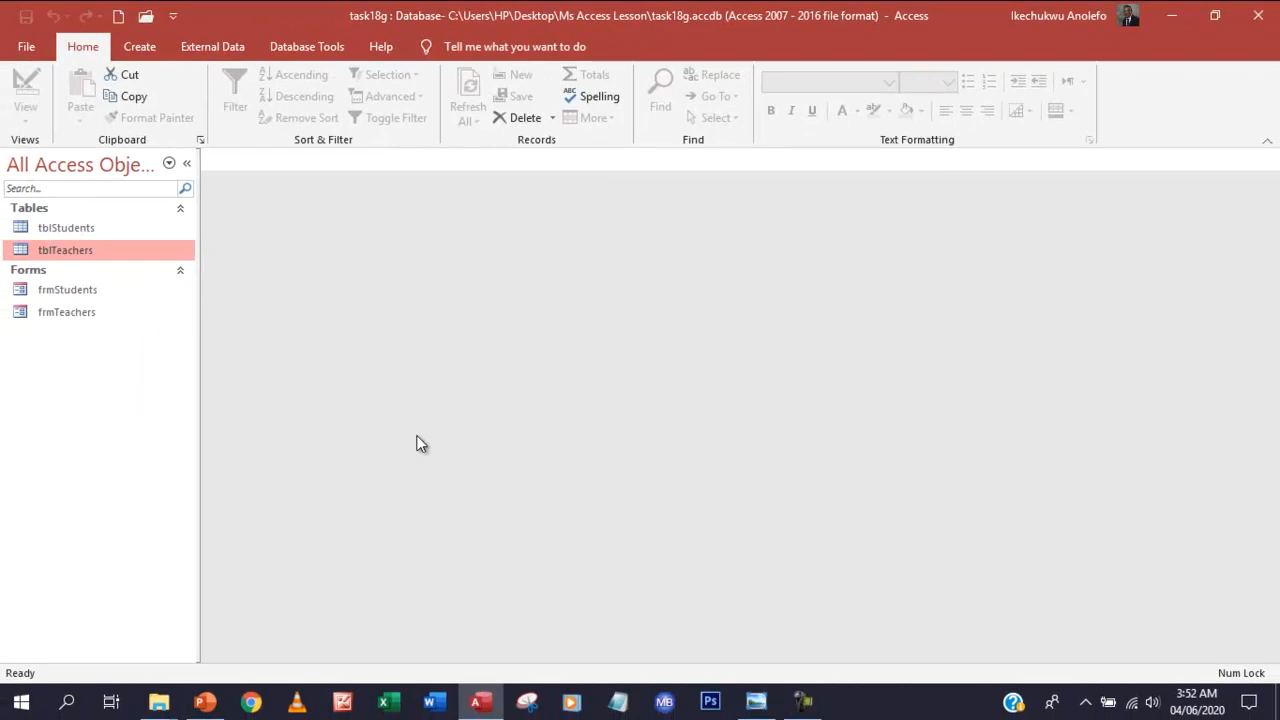 task18g : Database- C:\Users\HP\Desktop\Ms Access Lesson\task18g.accdb (Access 2007 - 2016 file format) - Access
Ikechukwu Anolefo
File Home Create External Data Database Tools Help Tell me what you want to do
View
Views
Paste
Cut
Copy
Format Painter
Clipboard
Filter
Ascending
Descending
Remove Sort
Selection
Advanced
Toggle Filter
Sort & Filter
Refresh
All
New
Save
Delete
Totals
Spelling
More
Records
Find
Replace
Go To
Select
Find
B I U A
Text Formatting
All Access Obje...
Search...
Tables
tblStudents
tblTeachers
Forms
frmStudents
frmTeachers
Ready
Num Lock
MB
Ps
3:52 AM
04/06/2020